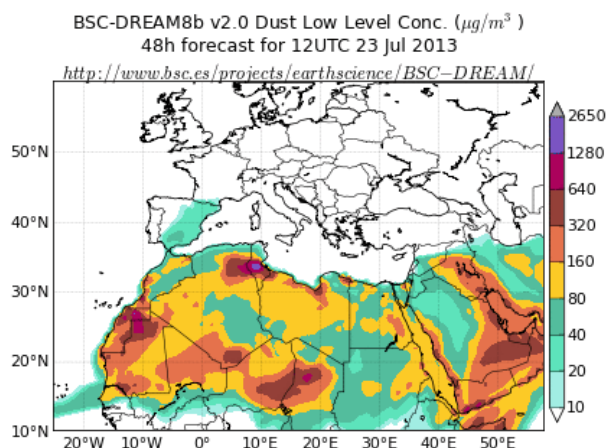 BSC-DREAM8b v2.0 Dust Low Level Conc. (μg/m³ )
48h forecast for 12UTC 23 Jul 2013
http://www.bsc.es/projects/earthscience/BSC−DREAM/
2650
1280
640
320
160
80
40
20
10
50°N
40°N
30°N
20°N
10°N
20°W 10°W 0° 10°E 20°E 30°E 40°E 50°E